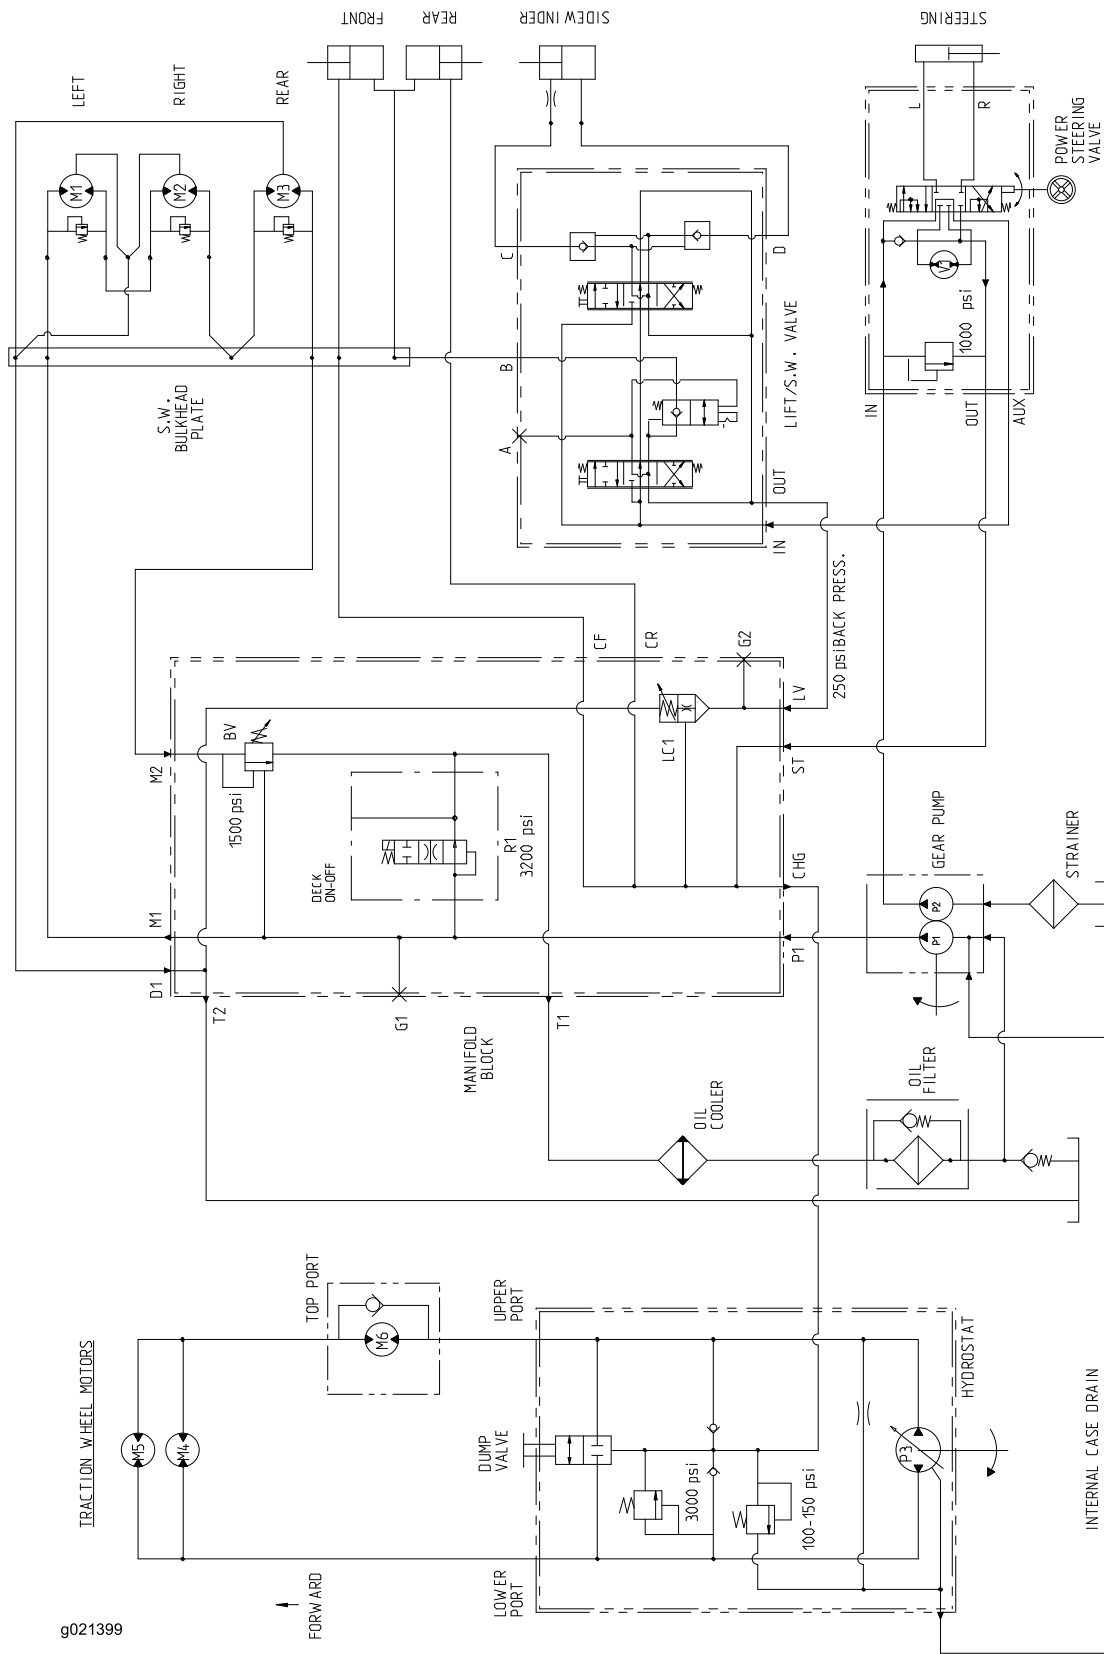 FRONT
REAR
SIDEWINDER
STEERING
LEFT
RIGHT
REAR
M1
M2
M3
S.W.
BULKHEAD
PLATE
C
D
B
A
LIFT/S.W. VALVE
OUT
IN
L
R
POWER
STEERING
VALVE
V1
1000 psi
IN
OUT
AUX
250 psi BACK PRESS.
CF
CR
G2
LV
LC1
ST
BV
M2
1500 psi
DECK
ON-OFF
R1
3200 psi
CHG
M1
P1
D1
T2
G1
T1
MANIFOLD
BLOCK
GEAR PUMP
P2
P1
STRAINER
OIL
COOLER
OIL
FILTER
TRACTION WHEEL MOTORS
TOP PORT
M6
UPPER
PORT
M5
M4
DUMP
VALVE
3000 psi
100-150 psi
P3
HYDROSTAT
LOWER
PORT
FORWARD
INTERNAL CASE DRAIN
g021399